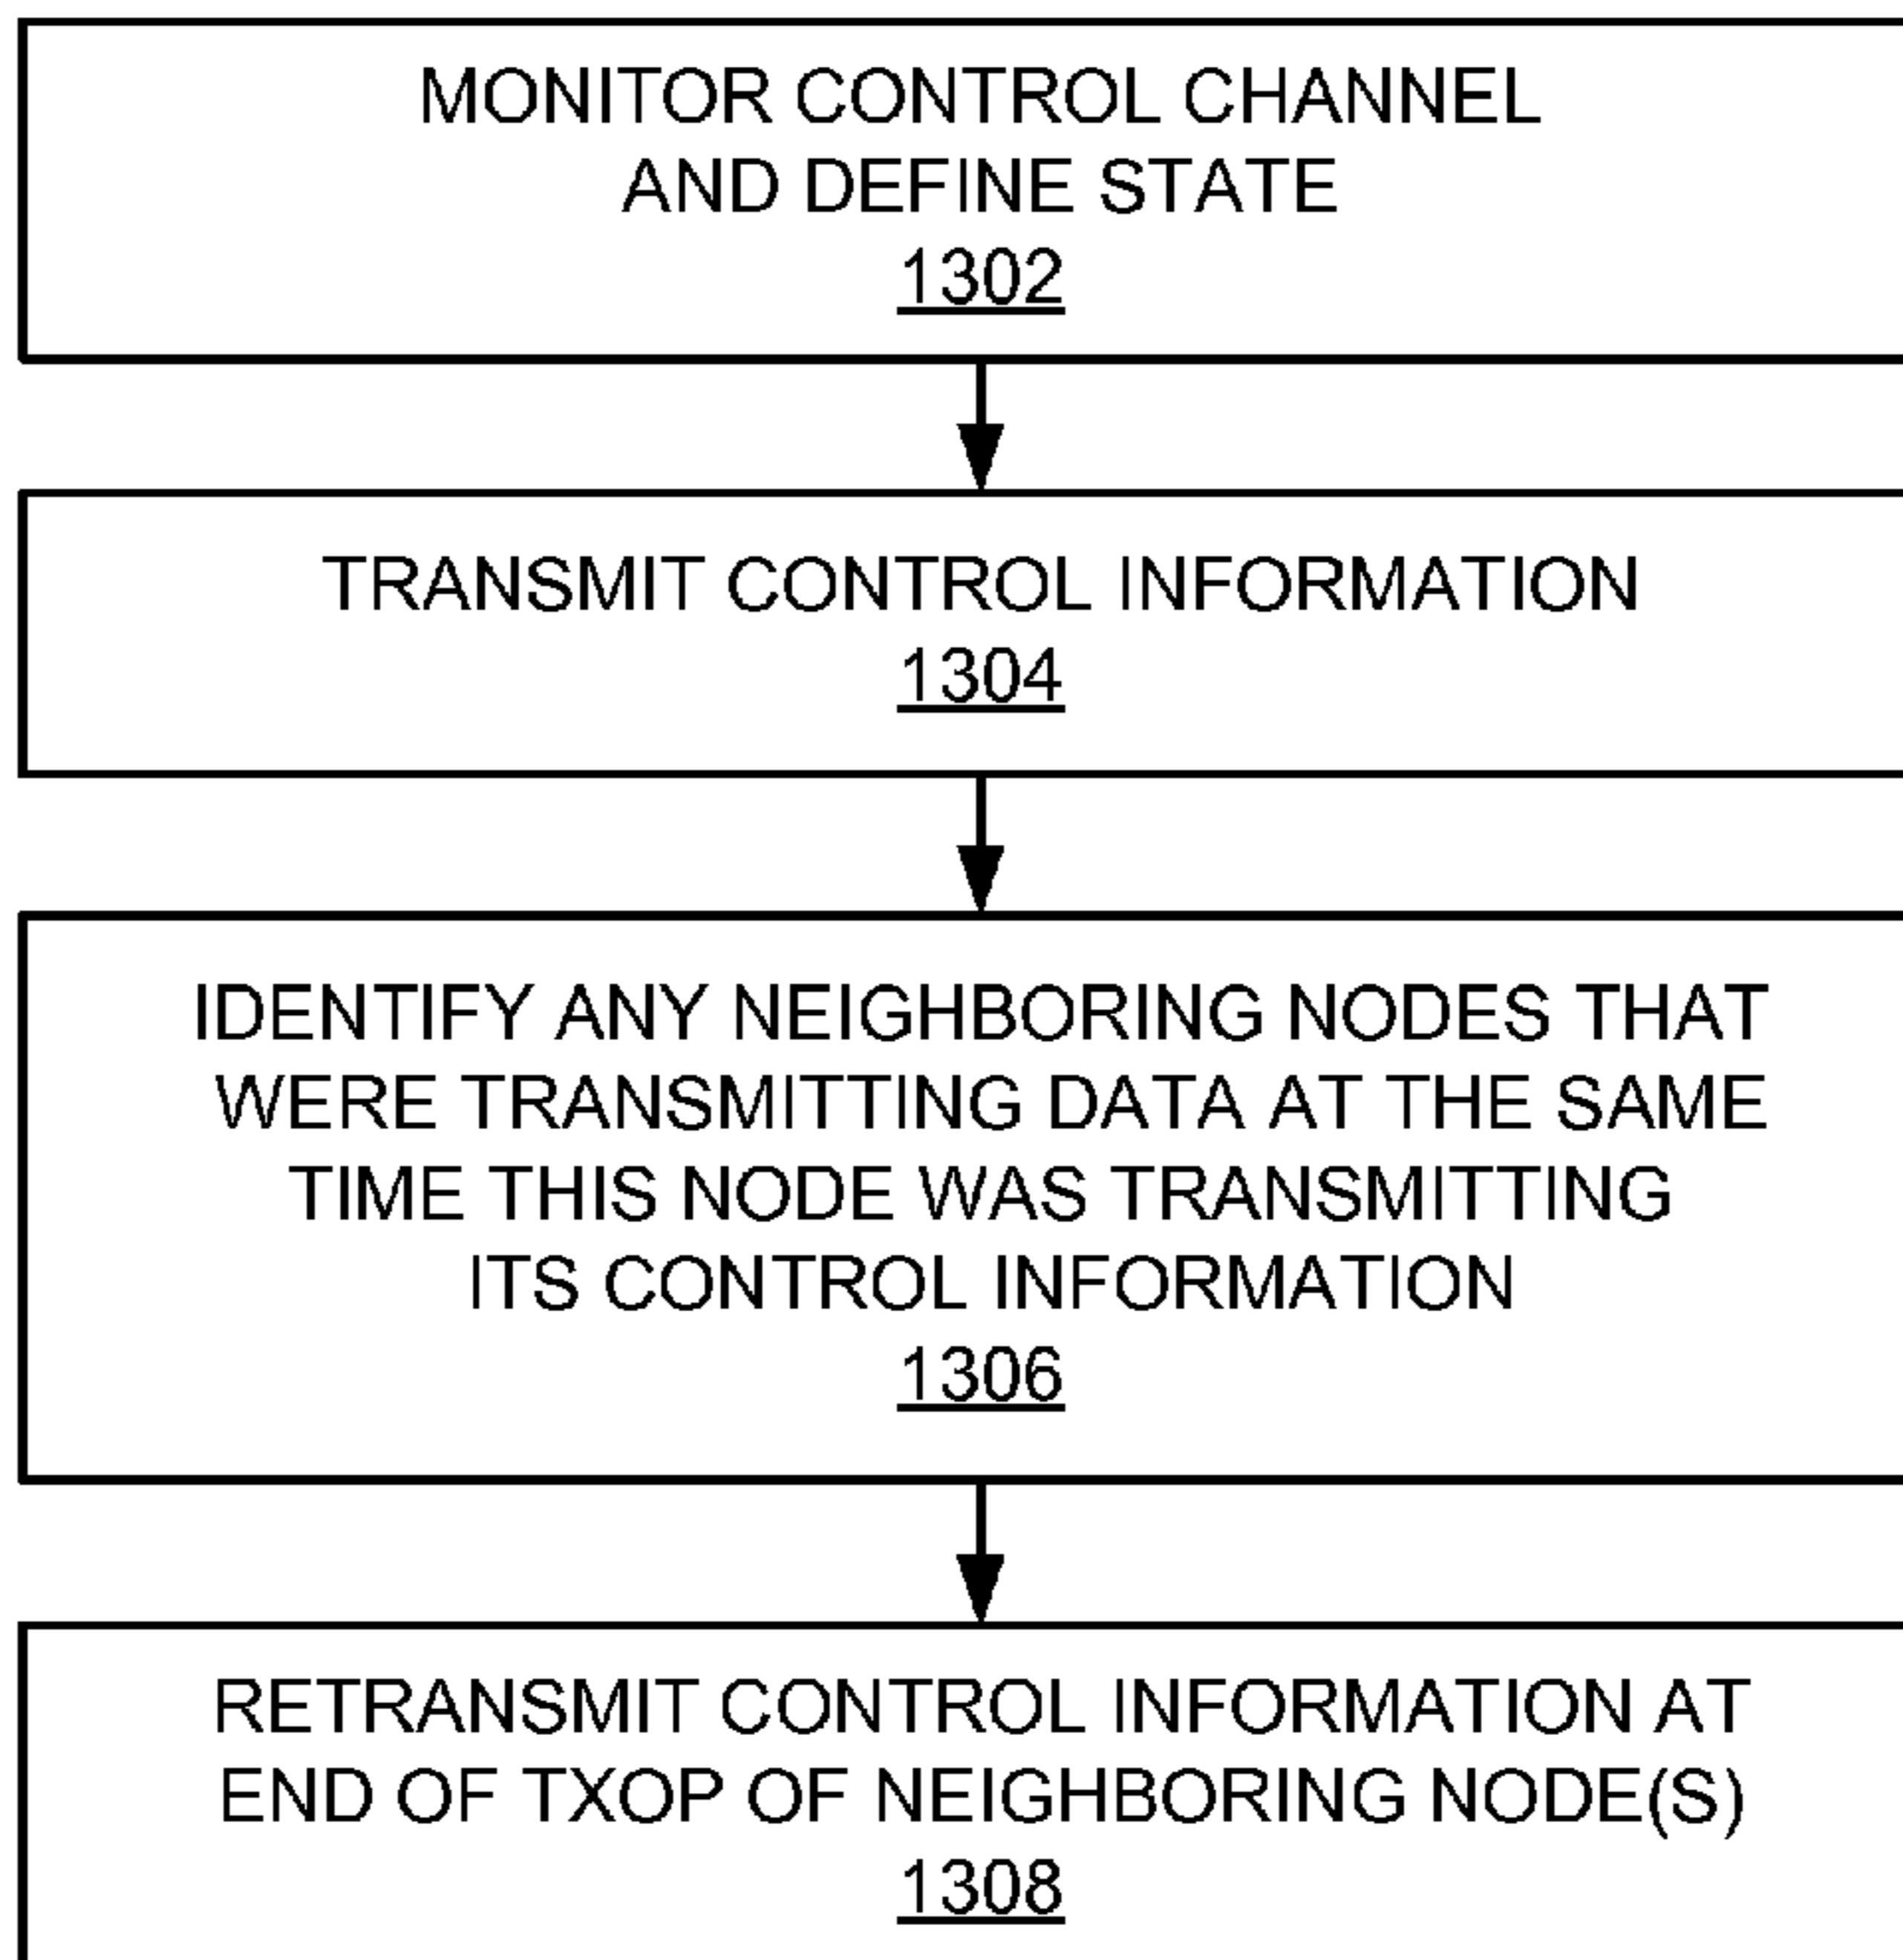 MONITOR CONTROL CHANNEL
AND DEFINE STATE
1302
TRANSMIT CONTROL INFORMATION
1304
IDENTIFY ANY NEIGHBORING NODES THAT
WERE TRANSMITTING DATA AT THE SAME
TIME THIS NODE WAS TRANSMITTING
ITS CONTROL INFORMATION
1306
RETRANSMIT CONTROL INFORMATION AT
END OF TXOP OF NEIGHBORING NODE(S)
1308